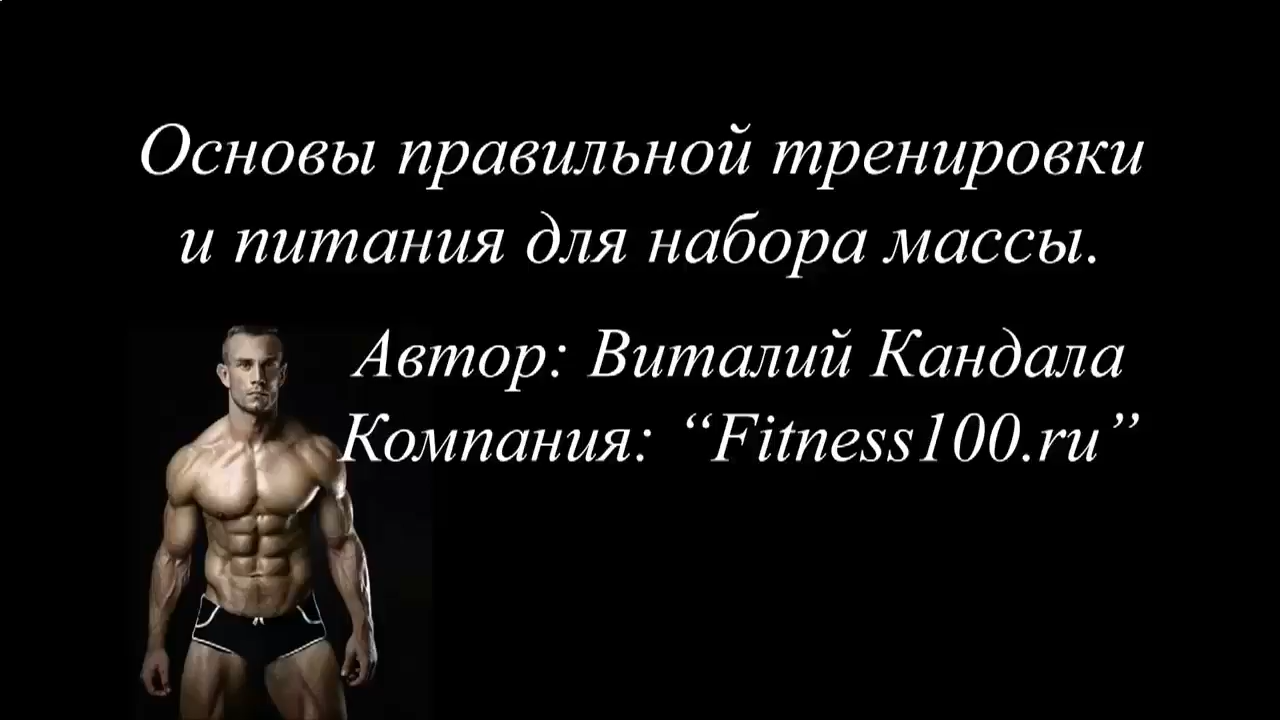 Основы правильной тренировки
и питания для набора массы.
Автор: Виталий Кандала
Компания: “Fitness100.ru”